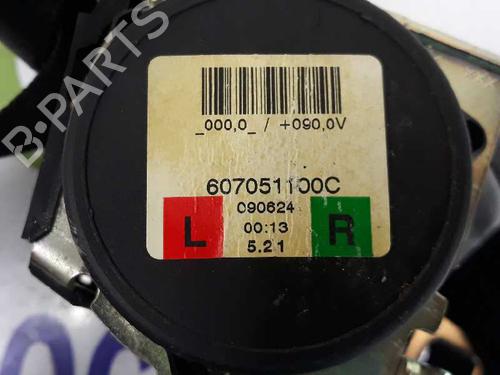 B-PARTS
_000,0_ / +090,0V
607051100C
L 090624 R
00:13
5.21